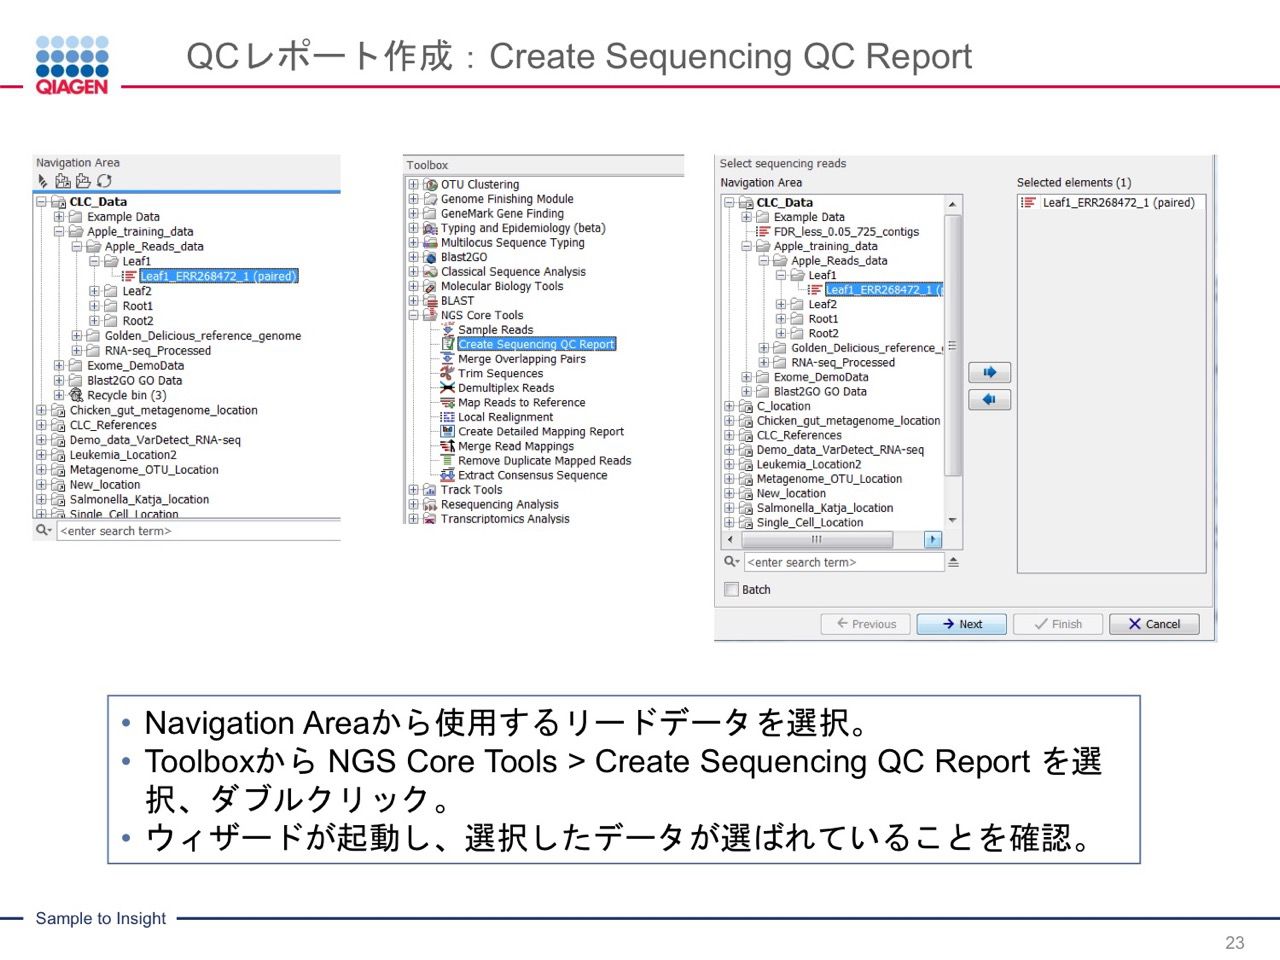 QCレポート作成：Create Sequencing QC Report
QIAGEN
Navigation Area
CLC_Data
Example Data
Apple_training_data
Apple_Reads_data
Leaf1
Leaf1_ERR268472_1 (paired)
Leaf2
Root1
Root2
Golden_Delicious_reference_genome
RNA-seq_Processed
Exome_DemoData
Blast2GO GO Data
Recycle bin (3)
Chicken_gut_metagenome_location
CLC_References
Demo_data_VarDetect_RNA-seq
Leukemia_Location2
Metagenome_OTU_Location
New_location
Salmonella_Katja_location
Single_Cell_Location
<enter search term>
Toolbox
OTU Clustering
Genome Finishing Module
GeneMark Gene Finding
Typing and Epidemiology (beta)
Multilocus Sequence Typing
Blast2GO
Classical Sequence Analysis
Molecular Biology Tools
BLAST
NGS Core Tools
Sample Reads
Create Sequencing QC Report
Merge Overlapping Pairs
Trim Sequences
Demultiplex Reads
Map Reads to Reference
Local Realignment
Create Detailed Mapping Report
Merge Read Mappings
Remove Duplicate Mapped Reads
Extract Consensus Sequence
Track Tools
Resequencing Analysis
Transcriptomics Analysis
Select sequencing reads
Navigation Area
CLC_Data
Example Data
FDR_less_0.05_725_contigs
Apple_training_data
Apple_Reads_data
Leaf1
Leaf1_ERR268472_1 (
Leaf2
Root1
Root2
Golden_Delicious_reference_
RNA-seq_Processed
Exome_DemoData
Blast2GO GO Data
C_location
Chicken_gut_metagenome_location
CLC_References
Demo_data_VarDetect_RNA-seq
Leukemia_Location2
Metagenome_OTU_Location
New_location
Salmonella_Katja_location
Single_Cell_Location
<enter search term>
Batch
Selected elements (1)
Leaf1_ERR268472_1 (paired)
Previous
Next
Finish
Cancel
• Navigation Areaから使用するリードデータを選択。
• Toolboxから NGS Core Tools > Create Sequencing QC Report を選
択、ダブルクリック。
• ウィザードが起動し、選択したデータが選ばれていることを確認。
Sample to Insight
23